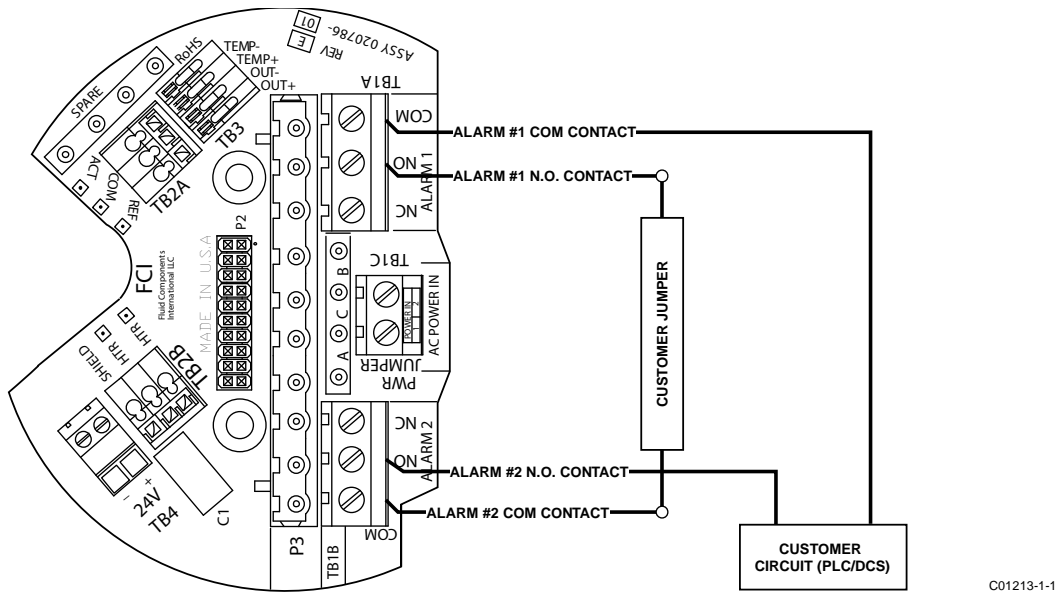 01
E
REV
ASSY 020786-
RoHS
TEMP-
TEMP+
OUT-
OUT+
SPARE
TB3
TB2A
ACT
COM
REF
TB1A
COM
NO
NC
ALARM 1
ALARM #1 COM CONTACT
ALARM #1 N.O. CONTACT
P2
MADE IN U.S.A
FCI
Fluid Components
International LLC
TB1C
B
C
A
POWER IN
2
AC POWER IN
PWR
JUMPER
CUSTOMER JUMPER
HTR
HTR
SHIELD
TB2B
NC
NO
COM
ALARM 2
ALARM #2 N.O. CONTACT
ALARM #2 COM CONTACT
+
-
24V
TB4
C1
P3
TB1B
CUSTOMER
CIRCUIT (PLC/DCS)
C01213-1-1